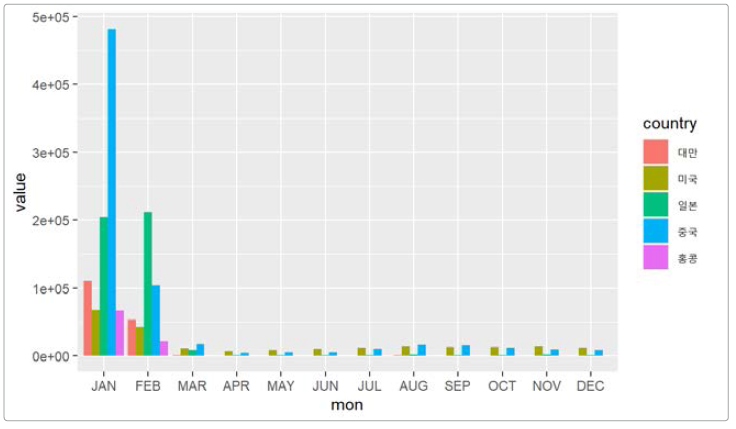 5e+05
4e+05
3e+05
2e+05
1e+05
0e+00
value
JAN FEB MAR APR MAY JUN JUL AUG SEP OCT NOV DEC
mon
country
대만
미국
일본
중국
홍콩